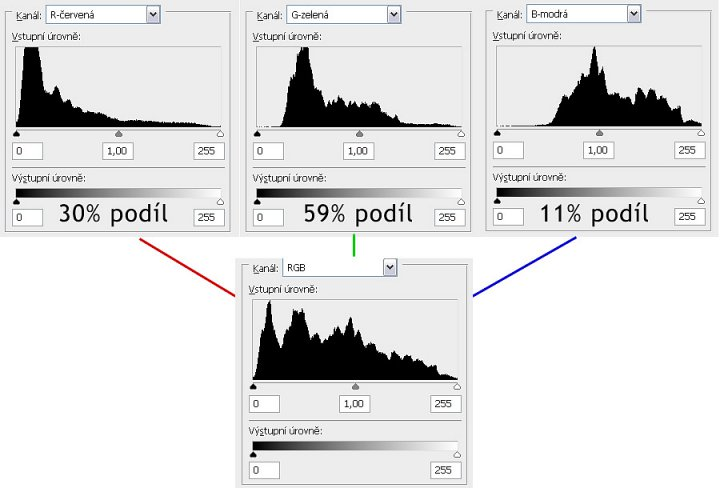 Kanál: R-červená
Vstupní úrovně:
0 1,00 255
Výstupní úrovně:
30% podíl
0 255
Kanál: G-zelená
Vstupní úrovně:
0 1,00 255
Výstupní úrovně:
59% podíl
0 255
Kanál: B-modrá
Vstupní úrovně:
0 1,00 255
Výstupní úrovně:
11% podíl
0 255
Kanál: RGB
Vstupní úrovně:
0 1,00 255
Výstupní úrovně:
0 255